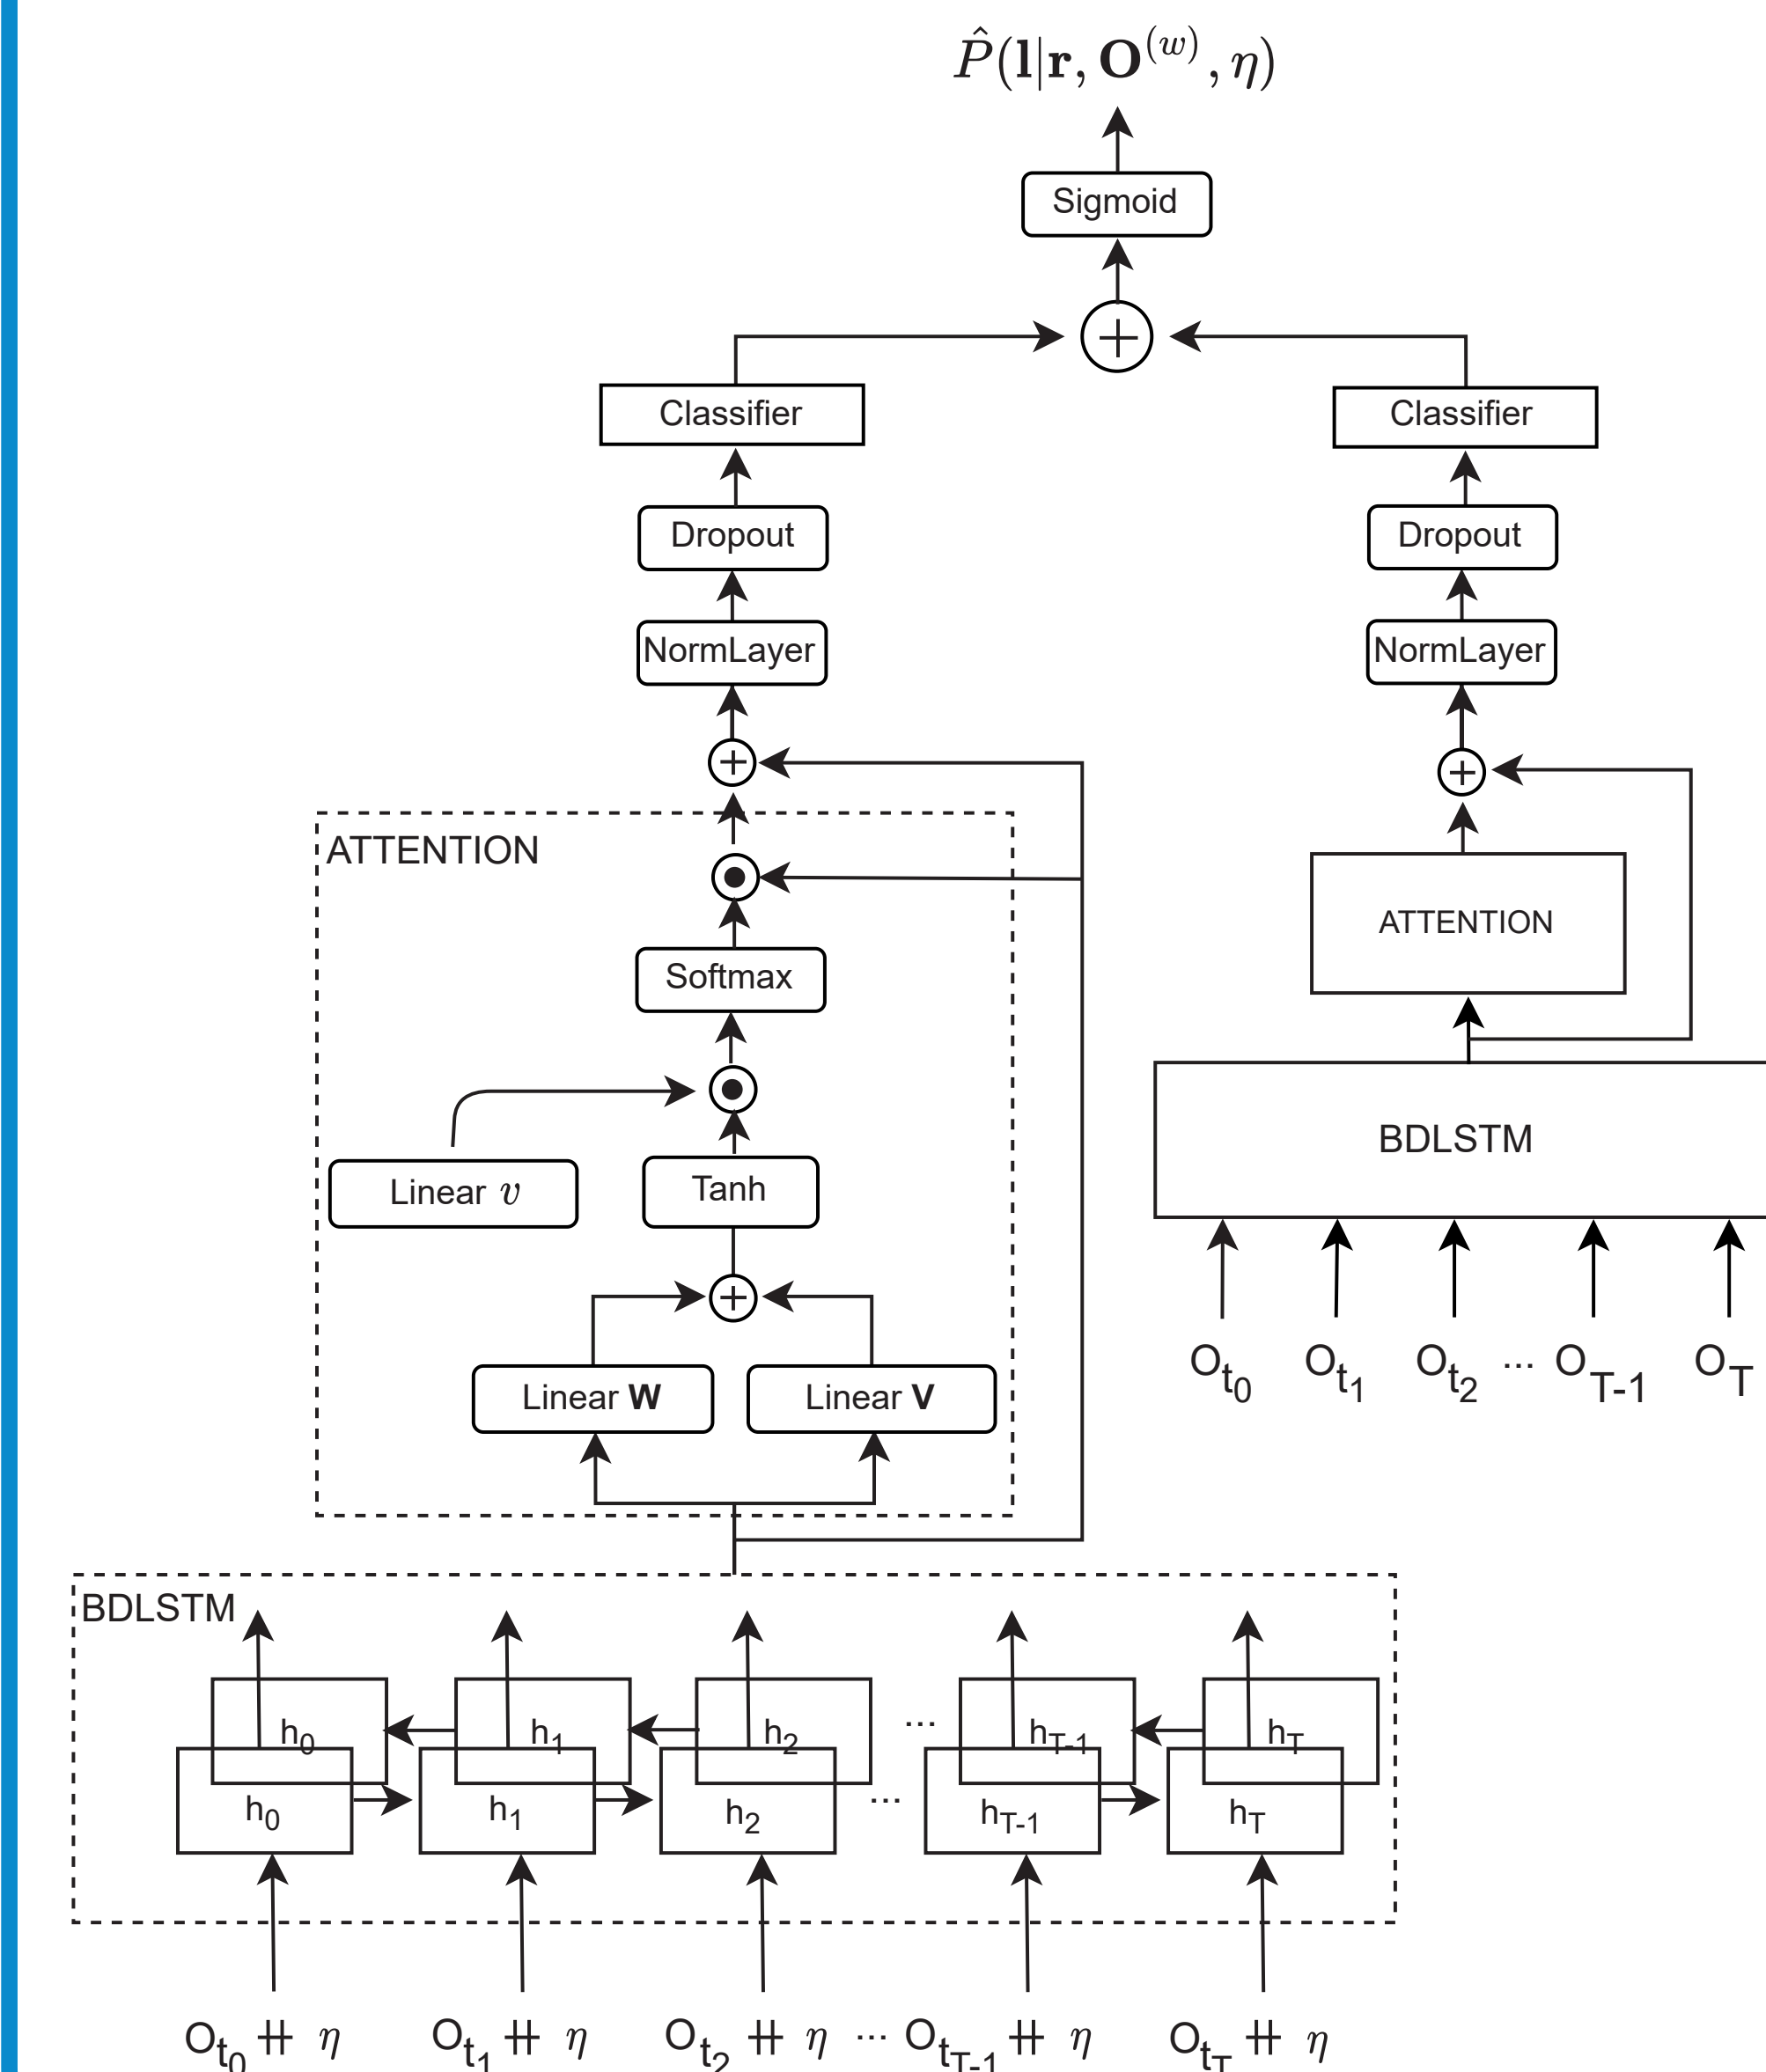 P̂(l|r, O^(w), η)
Sigmoid
+
Classifier Classifier
Dropout Dropout
NormLayer NormLayer
+ +
ATTENTION
ATTENTION
Softmax
BDLSTM
Linear v Tanh
+
O_t0 O_t1 O_t2 ... O_T-1 O_T
Linear W Linear V
BDLSTM
h_0 h_1 h_2 ... h_T-1 h_T
h_0 h_1 h_2 ... h_T-1 h_T
O_t0 ⧺ η O_t1 ⧺ η O_t2 ⧺ η ... O_tT-1 ⧺ η O_tT ⧺ η